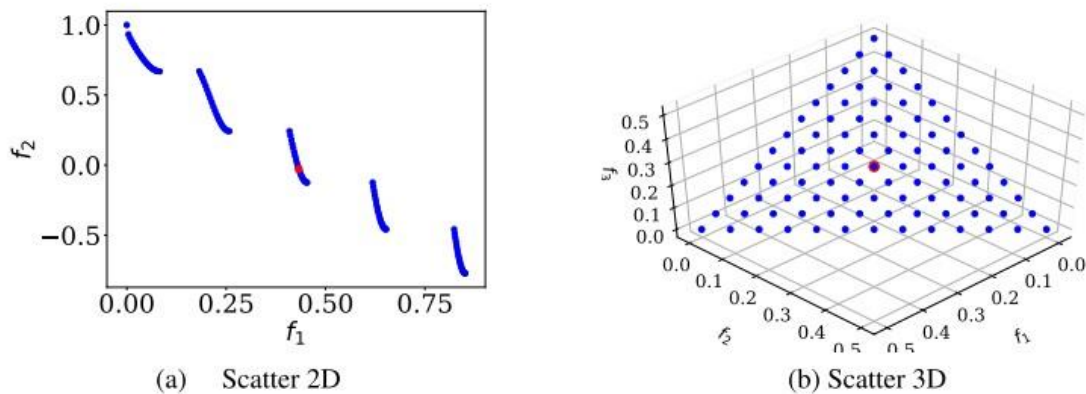 1.0
0.5
0.0
−0.5
f₂
0.00 0.25 0.50 0.75
f₁
(a) Scatter 2D
0.5
0.4
0.3
0.2
0.1
0.0
f₃
0.0 0.1 0.2 0.3 0.4 0.5
f₂
0.5 0.4 0.3 0.2 0.1 0.0
f₁
(b) Scatter 3D